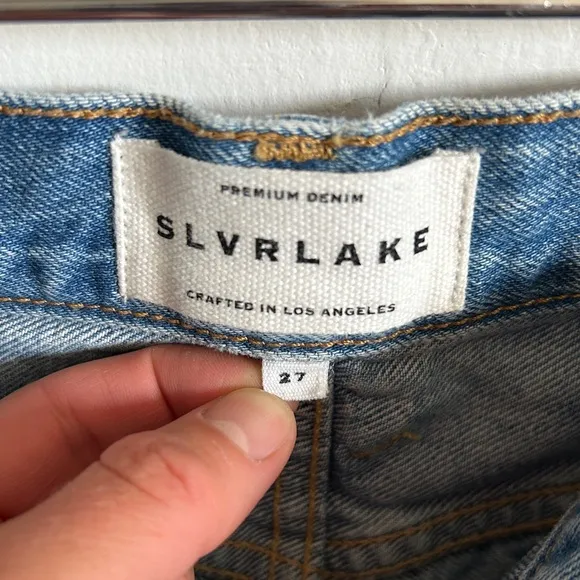 PREMIUM DENIM
SLVRLAKE
CRAFTED IN LOS ANGELES
27